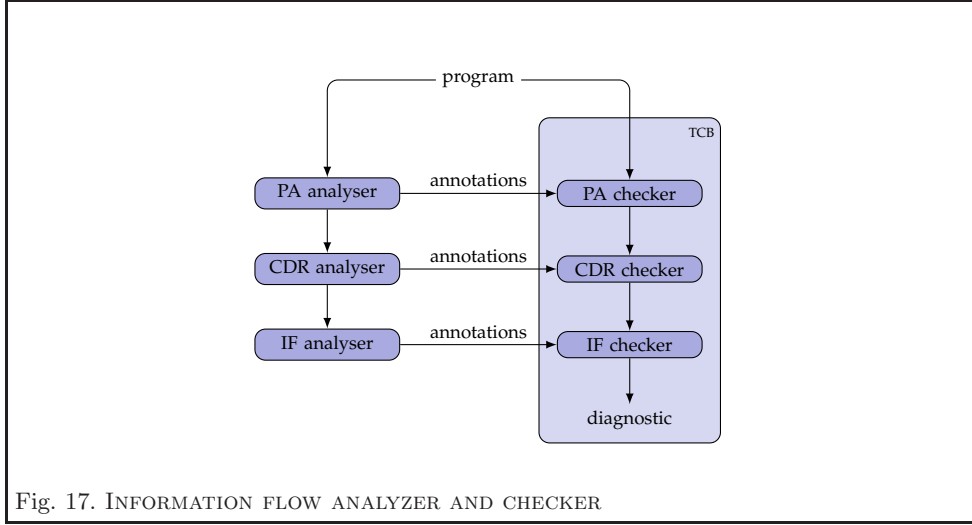 program
TCB
PA analyser
annotations
PA checker
CDR analyser
annotations
CDR checker
IF analyser
annotations
IF checker
diagnostic
Fig. 17. INFORMATION FLOW ANALYZER AND CHECKER